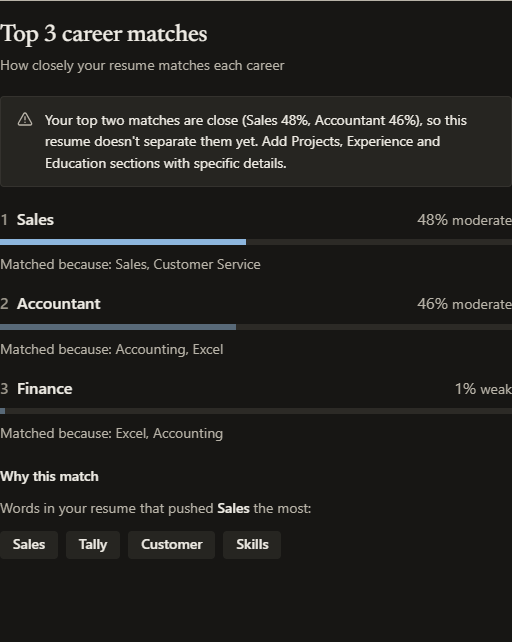 Top 3 career matches
How closely your resume matches each career
Your top two matches are close (Sales 48%, Accountant 46%), so this
resume doesn't separate them yet. Add Projects, Experience and
Education sections with specific details.
1 Sales 48% moderate
Matched because: Sales, Customer Service
2 Accountant 46% moderate
Matched because: Accounting, Excel
3 Finance 1% weak
Matched because: Excel, Accounting
Why this match
Words in your resume that pushed Sales the most:
Sales Tally Customer Skills